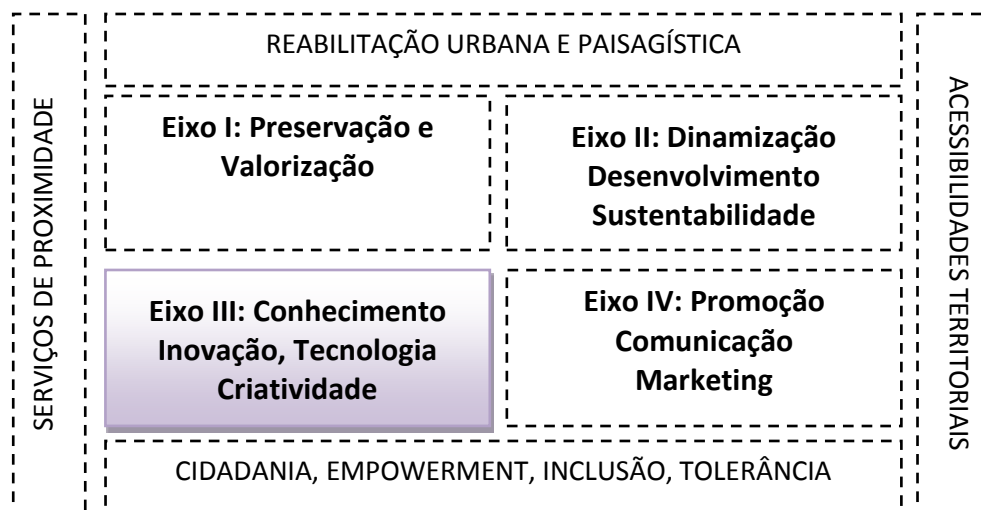 REABILITAÇÃO URBANA E PAISAGÍSTICA
SERVIÇOS DE PROXIMIDADE
Eixo I: Preservação e
Valorização
Eixo II: Dinamização
Desenvolvimento
Sustentabilidade
Eixo III: Conhecimento
Inovação, Tecnologia
Criatividade
Eixo IV: Promoção
Comunicação
Marketing
ACESSIBILIDADES TERRITORIAIS
CIDADANIA, EMPOWERMENT, INCLUSÃO, TOLERÂNCIA